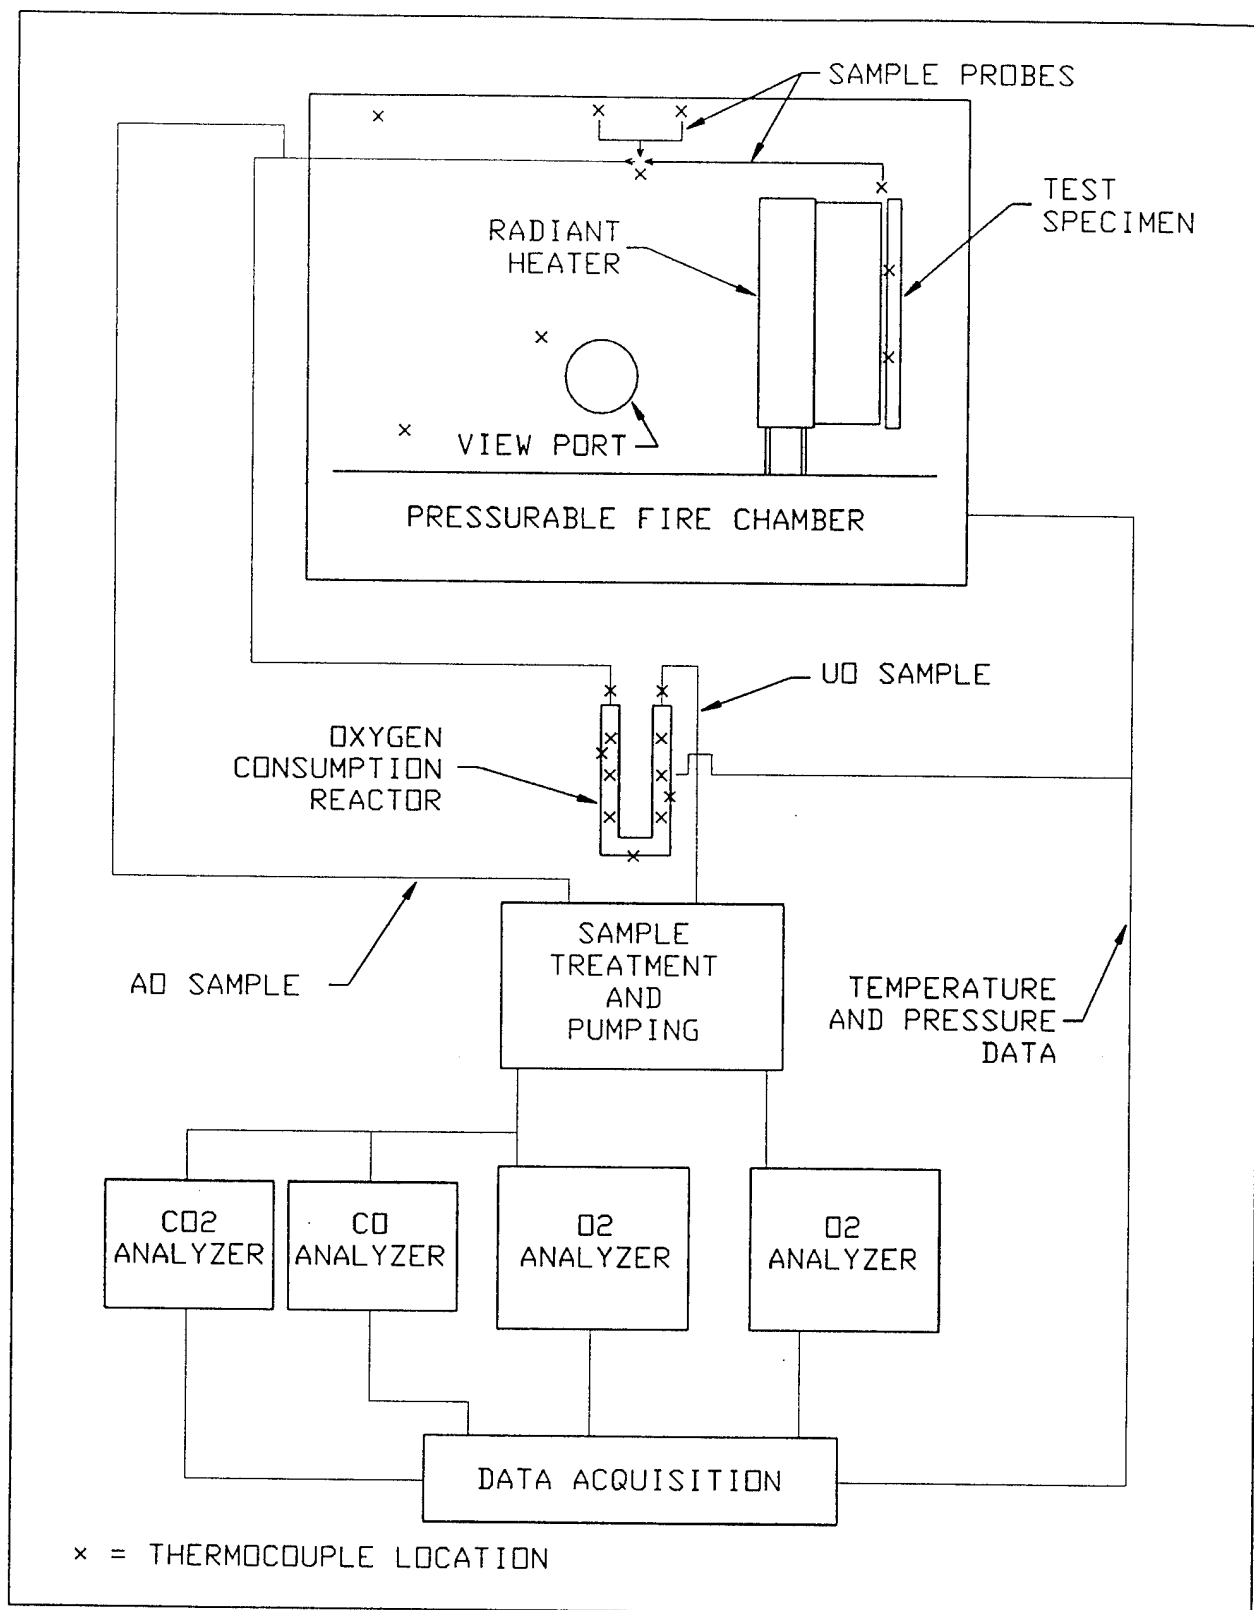 SAMPLE PROBES
TEST
SPECIMEN
RADIANT
HEATER
VIEW PORT
PRESSURABLE FIRE CHAMBER
UO SAMPLE
OXYGEN
CONSUMPTION
REACTOR
SAMPLE
TREATMENT
AND
PUMPING
AO SAMPLE
TEMPERATURE
AND PRESSURE
DATA
CO2
ANALYZER
CO
ANALYZER
O2
ANALYZER
O2
ANALYZER
DATA ACQUISITION
× = THERMOCOUPLE LOCATION